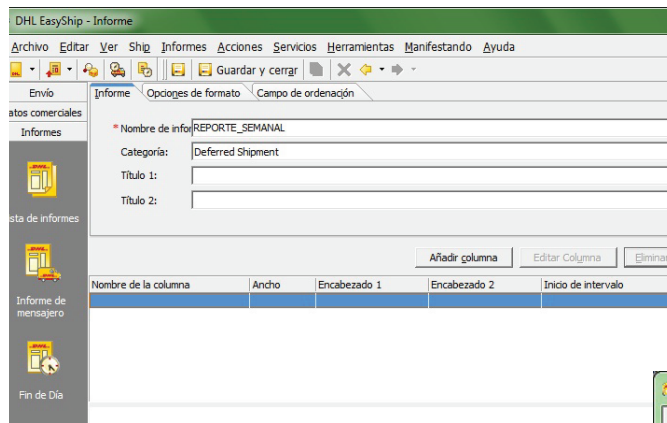 DHL EasyShip - Informe
Archivo Editar Ver Ship Informes Acciones Servicios Herramientas Manifestando Ayuda
Guardar y cerrar
Envío
Informe Opciones de formato Campo de ordenación
atos comerciales
Informes
* Nombre de infor REPORTE_SEMANAL
Categoría: Deferred Shipment
Título 1:
Título 2:
sta de informes
Añadir columna Editar Columna Elimina
Nombre de la columna Ancho Encabezado 1 Encabezado 2 Inicio de intervalo
Informe de
mensajero
Fin de Día